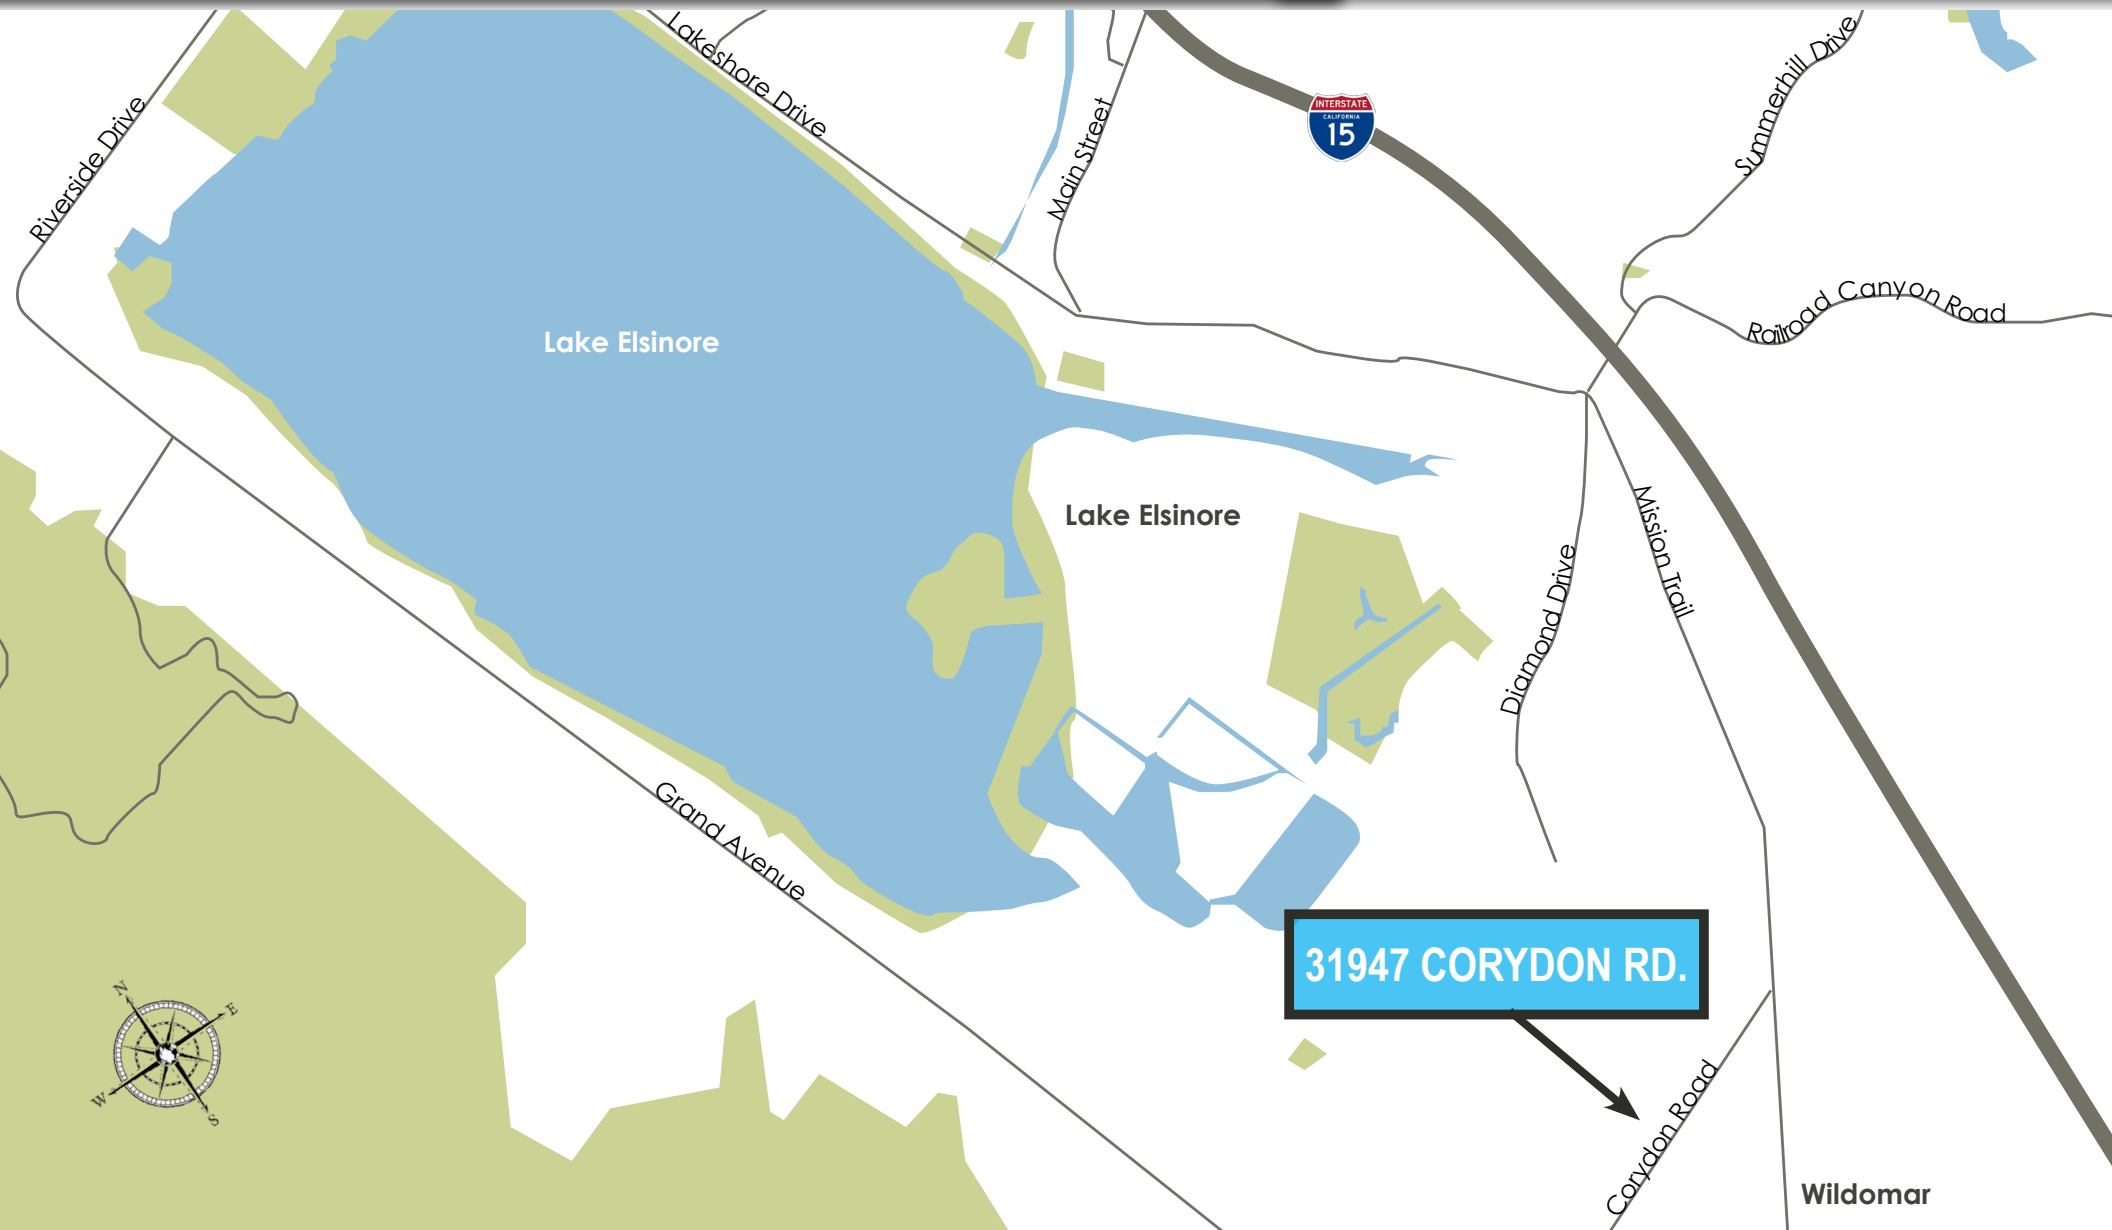 Lakeshore Drive
Summerhill Drive
INTERSTATE
CALIFORNIA
15
Riverside Drive
Main Street
Railroad Canyon Road
Lake Elsinore
Lake Elsinore
Mission Trail
Diamond Drive
Grand Avenue
31947 CORYDON RD.
N
E
W
S
Corydon Road
Wildomar